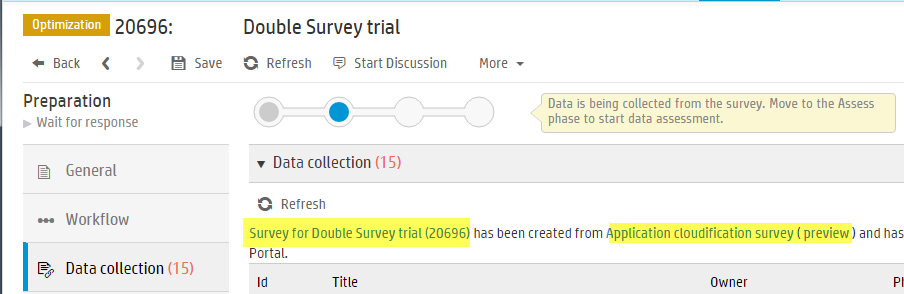 Optimization 20696: Double Survey trial
Back Save Refresh Start Discussion More
Preparation
Wait for response
Data is being collected from the survey. Move to the Assess
phase to start data assessment.
General
Workflow
Data collection (15)
Data collection (15)
Refresh
Survey for Double Survey trial (20696) has been created from Application cloudification survey ( preview ) and has
Portal.
Id Title Owner